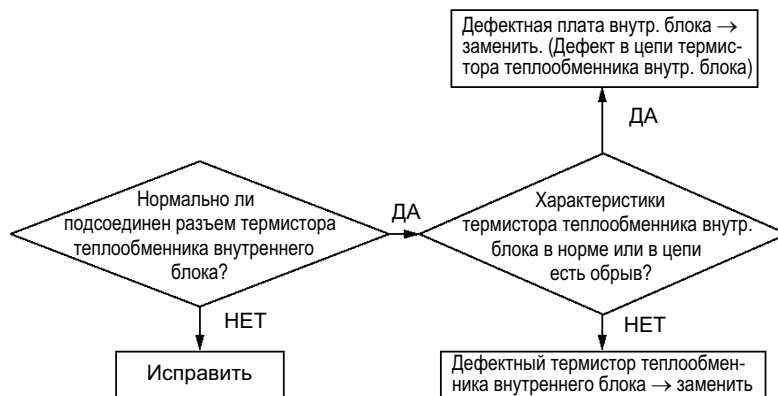 Дефектная плата внутр. блока →
заменить. (Дефект в цепи термис-
тора теплообменника внутр. блока)
ДА
Нормально ли
подсоединен разъем термистора
теплообменника внутреннего
блока?
ДА
Характеристики
термистора теплообменника внутр.
блока в норме или в цепи
есть обрыв?
НЕТ
НЕТ
Исправить
Дефектный термистор теплообмен-
ника внутреннего блока → заменить